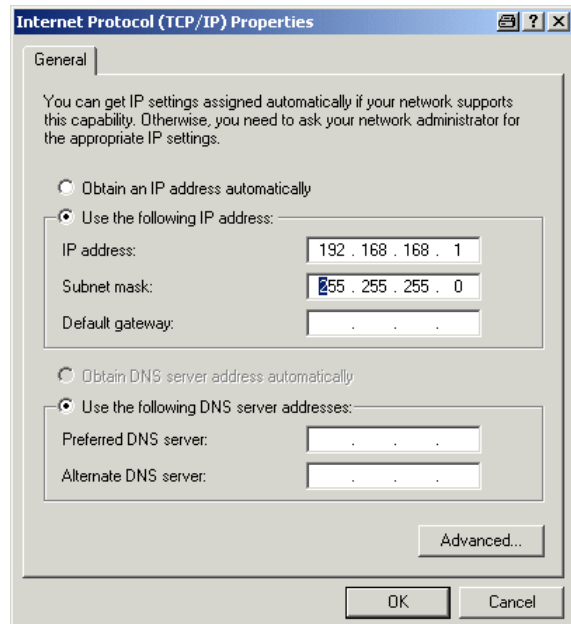 Internet Protocol (TCP/IP) Properties
General
You can get IP settings assigned automatically if your network supports
this capability. Otherwise, you need to ask your network administrator for
the appropriate IP settings.
Obtain an IP address automatically
Use the following IP address:
IP address: 192 . 168 . 168 . 1
Subnet mask: 255 . 255 . 255 . 0
Default gateway: . . .
Obtain DNS server address automatically
Use the following DNS server addresses:
Preferred DNS server: . . .
Alternate DNS server: . . .
Advanced...
OK Cancel